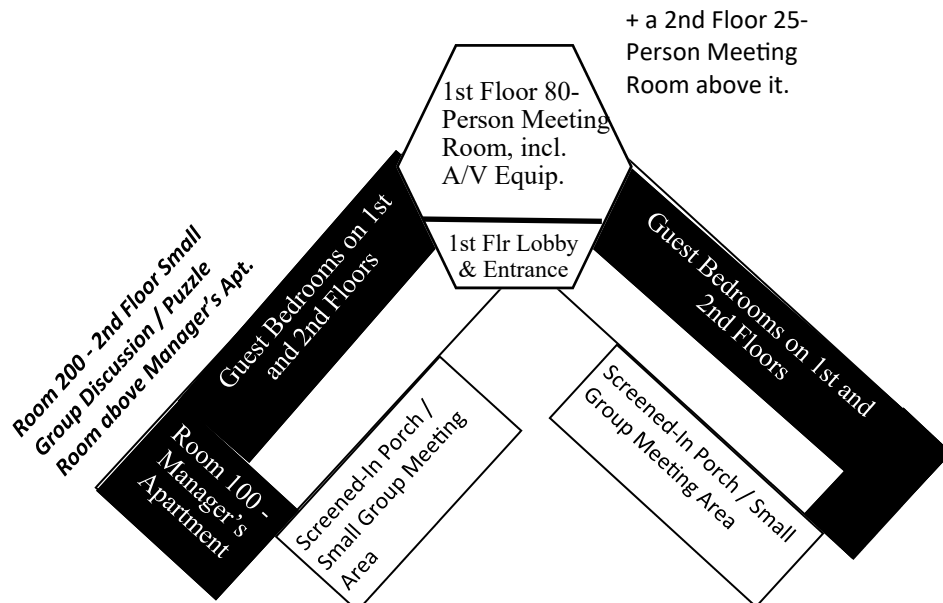 + a 2nd Floor 25-
Person Meeting
Room above it.
1st Floor 80-
Person Meeting
Room, incl.
A/V Equip.
1st Flr Lobby
& Entrance
Guest Bedrooms on 1st
and 2nd Floors
Guest Bedrooms on 1st and
2nd Floors
Room 200 - 2nd Floor Small
Group Discussion / Puzzle
Room above Manager's Apt.
Room 100 -
Manager's
Apartment
Screened-In Porch /
Small Group Meeting
Area
Screened-In Porch / Small
Group Meeting Area